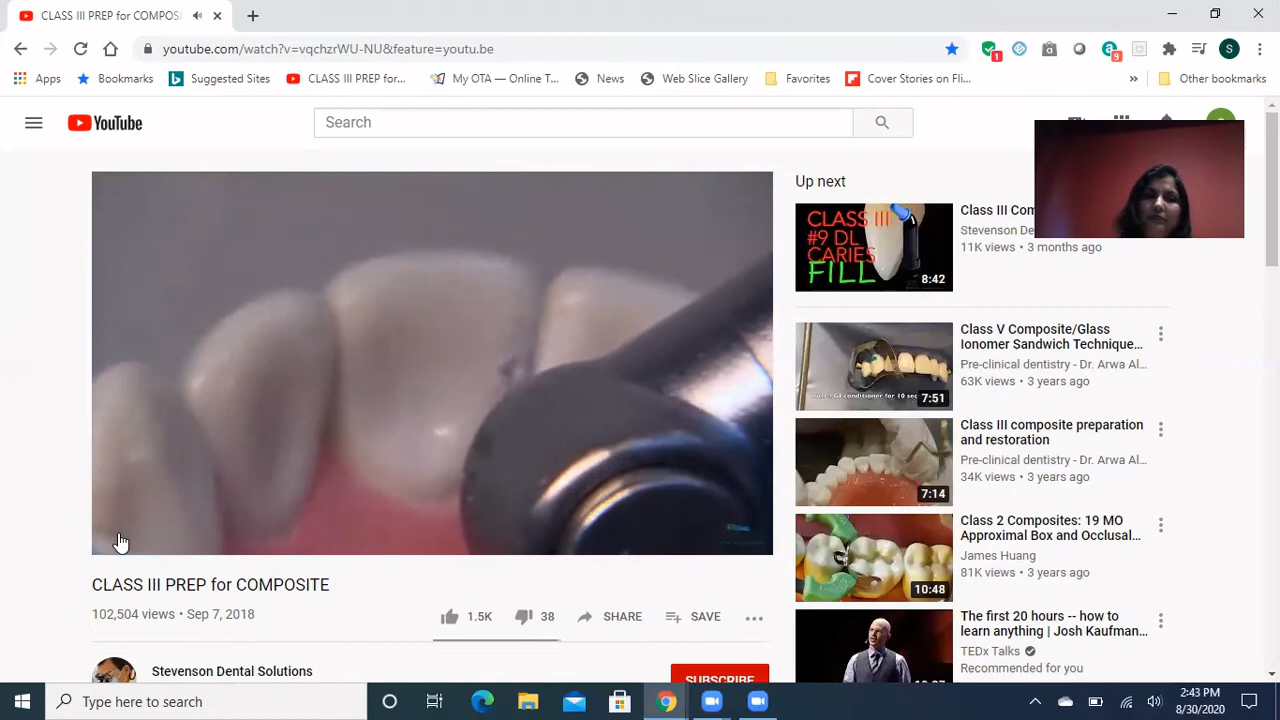 CLASS III PREP for COMPOS
youtube.com/watch?v=vqchzrWU-NU&feature=youtu.be
1
9
S
Apps
Bookmarks
Suggested Sites
CLASS III PREP for...
My OTA — Online T...
News
Web Slice Gallery
Favorites
Cover Stories on Fli...
»
Other bookmarks
YouTube
Search
Up next
CLASS III
#9 DL
CARIES
FILL
8:42
Class III Com
Stevenson De
11K views • 3 months ago
7:51
Class V Composite/Glass
Ionomer Sandwich Technique...
Pre-clinical dentistry - Dr. Arwa Al...
63K views • 3 years ago
7:14
Class III composite preparation
and restoration
Pre-clinical dentistry - Dr. Arwa Al...
34K views • 3 years ago
10:48
Class 2 Composites: 19 MO
Approximal Box and Occlusal...
James Huang
81K views • 3 years ago
The first 20 hours -- how to
learn anything | Josh Kaufman...
TEDx Talks
Recommended for you
CLASS III PREP for COMPOSITE
102,504 views • Sep 7, 2018
1.5K
38
SHARE
SAVE
Stevenson Dental Solutions
SUBSCRIBE
Type here to search
2:43 PM
8/30/2020